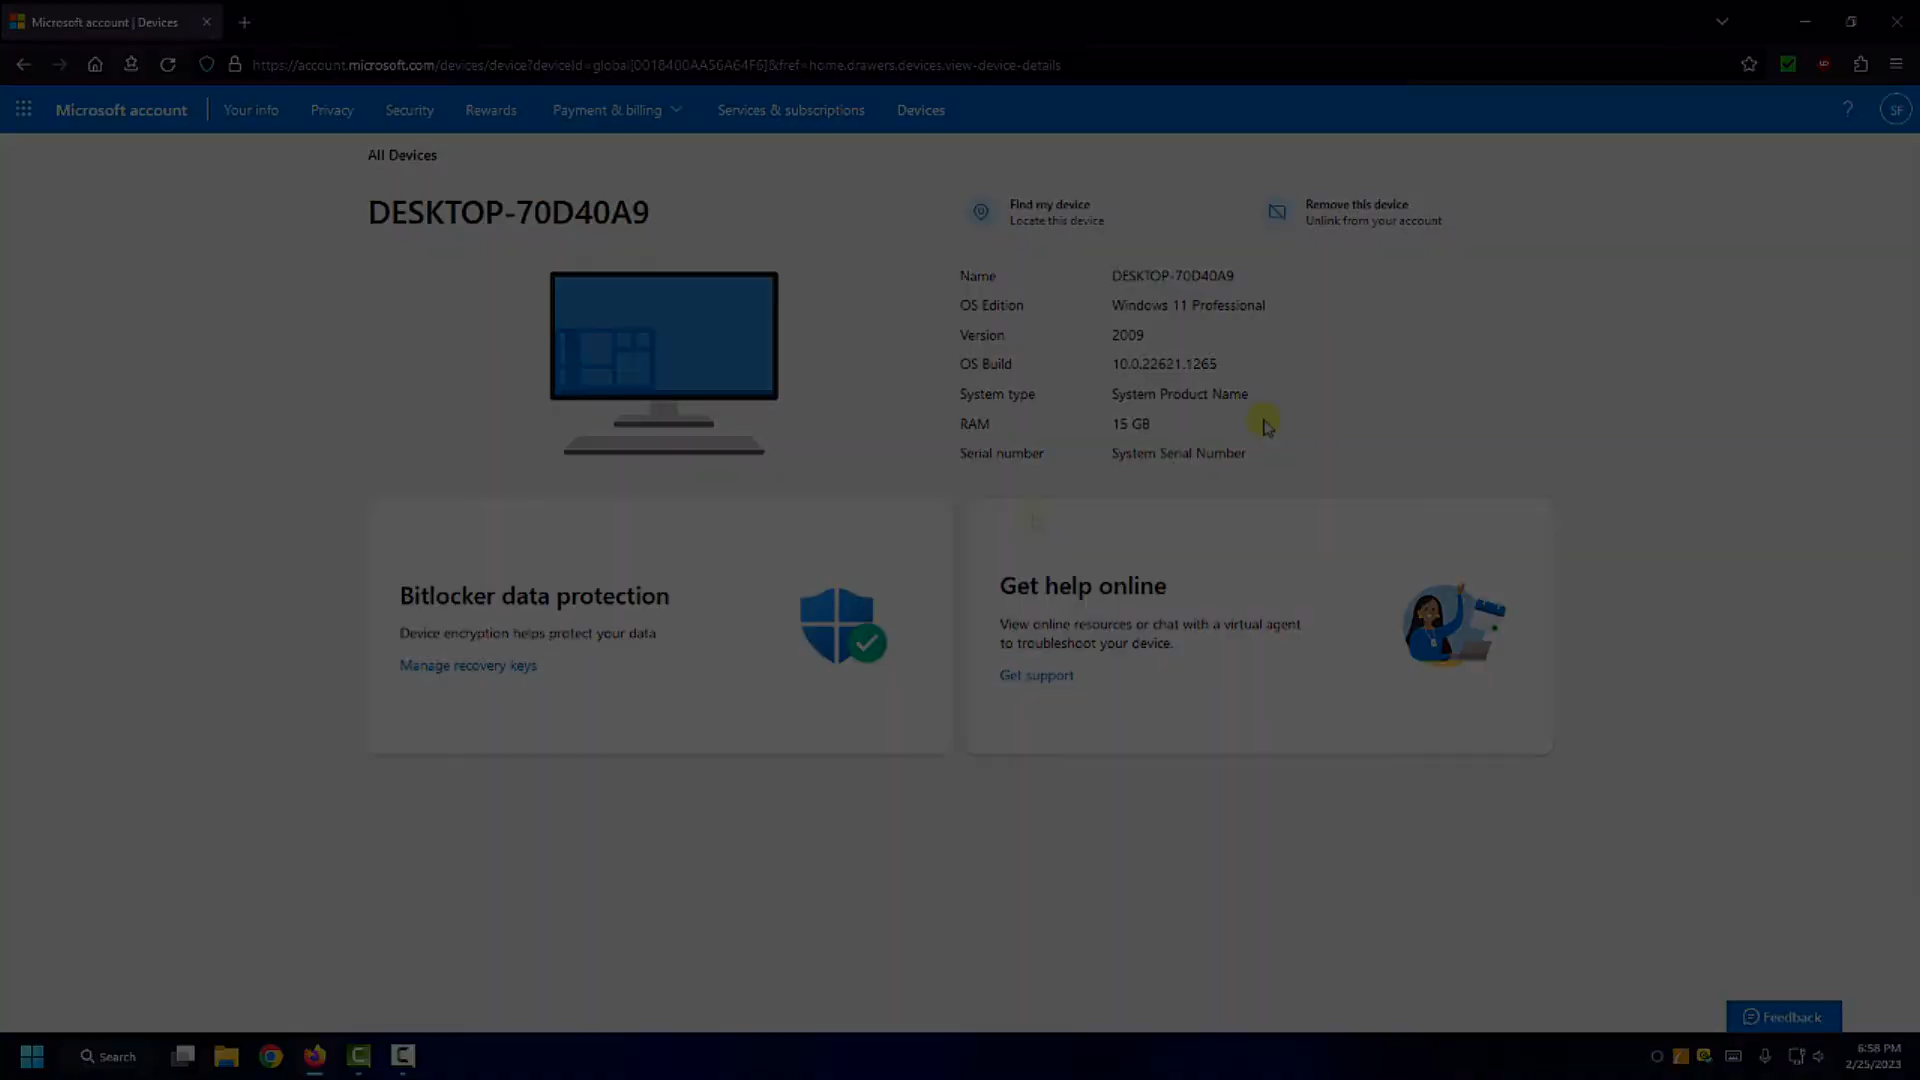 Microsoft account | Devices
https://account.microsoft.com/devices/device?deviceId=global[0018400AA56A64F6]&fref=home.drawers.devices.view-device-details
Microsoft account
Your info
Privacy
Security
Rewards
Payment & billing
Services & subscriptions
Devices
?
SF
All Devices
DESKTOP-70D40A9
Find my device
Locate this device
Remove this device
Unlink from your account
Name DESKTOP-70D40A9
OS Edition Windows 11 Professional
Version 2009
OS Build 10.0.22621.1265
System type System Product Name
RAM 15 GB
Serial number System Serial Number
Bitlocker data protection
Device encryption helps protect your data
Manage recovery keys
Get help online
View online resources or chat with a virtual agent
to troubleshoot your device.
Get support
Feedback
Search
6:58 PM
2/25/2023